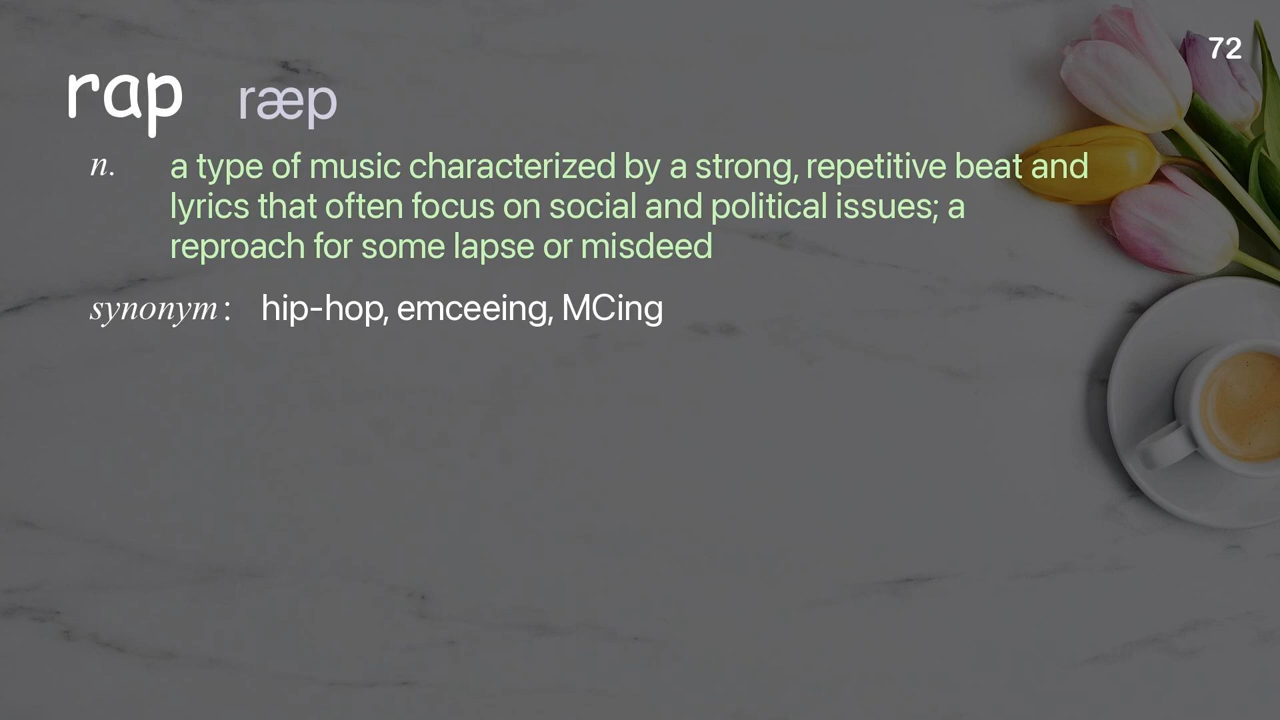 72
rap ræp
n. a type of music characterized by a strong, repetitive beat and
lyrics that often focus on social and political issues; a
reproach for some lapse or misdeed
synonym: hip-hop, emceeing, MCing